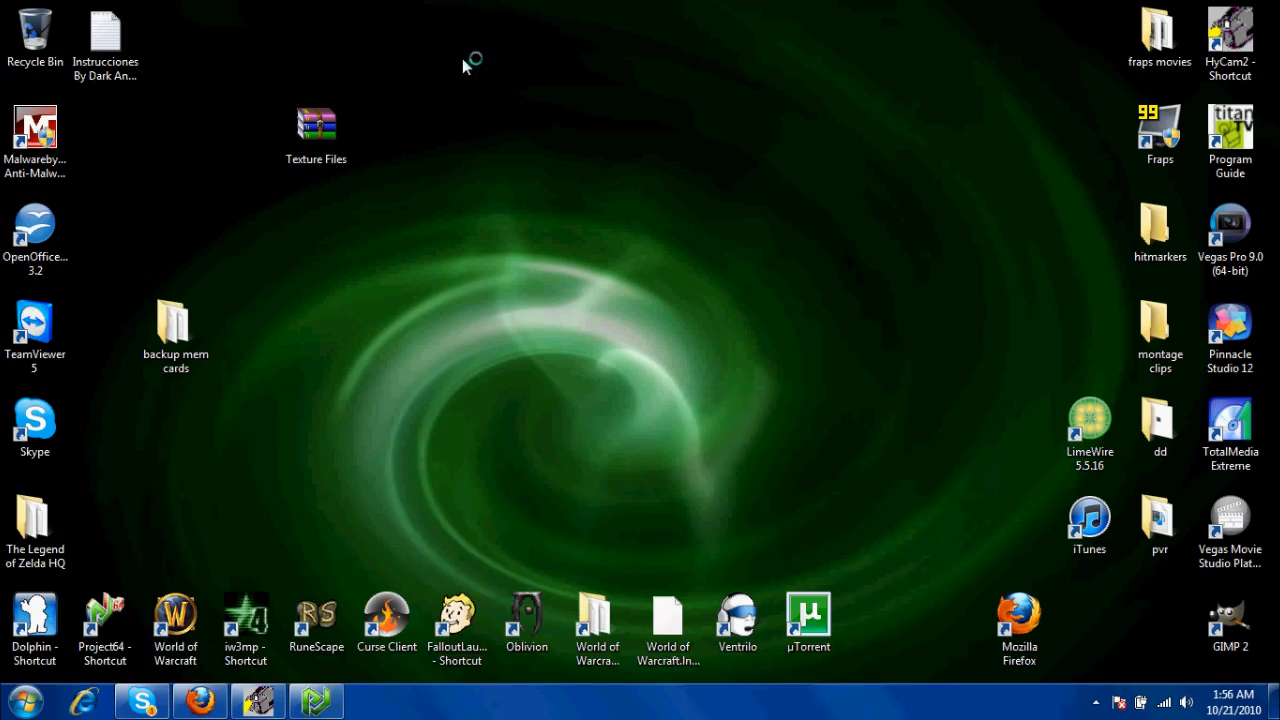 Recycle Bin
Instrucciones
By Dark An...
fraps movies
HyCam2 -
Shortcut
Malwareby...
Anti-Malw...
Texture Files
99
Fraps
titan
TV
Program
Guide
OpenOffice...
3.2
hitmarkers
Vegas Pro 9.0
(64-bit)
TeamViewer
5
backup mem
cards
montage
clips
Pinnacle
Studio 12
Skype
LimeWire
5.5.16
dd
TotalMedia
Extreme
The Legend
of Zelda HQ
iTunes
pvr
Vegas Movie
Studio Plat...
Dolphin -
Shortcut
Project64 -
Shortcut
World of
Warcraft
iw3mp -
Shortcut
RS
RuneScape
Curse Client
FalloutLau...
- Shortcut
Oblivion
World of
Warcra...
World of
Warcraft.In...
Ventrilo
µ
µTorrent
Mozilla
Firefox
GIMP 2
1:56 AM
10/21/2010